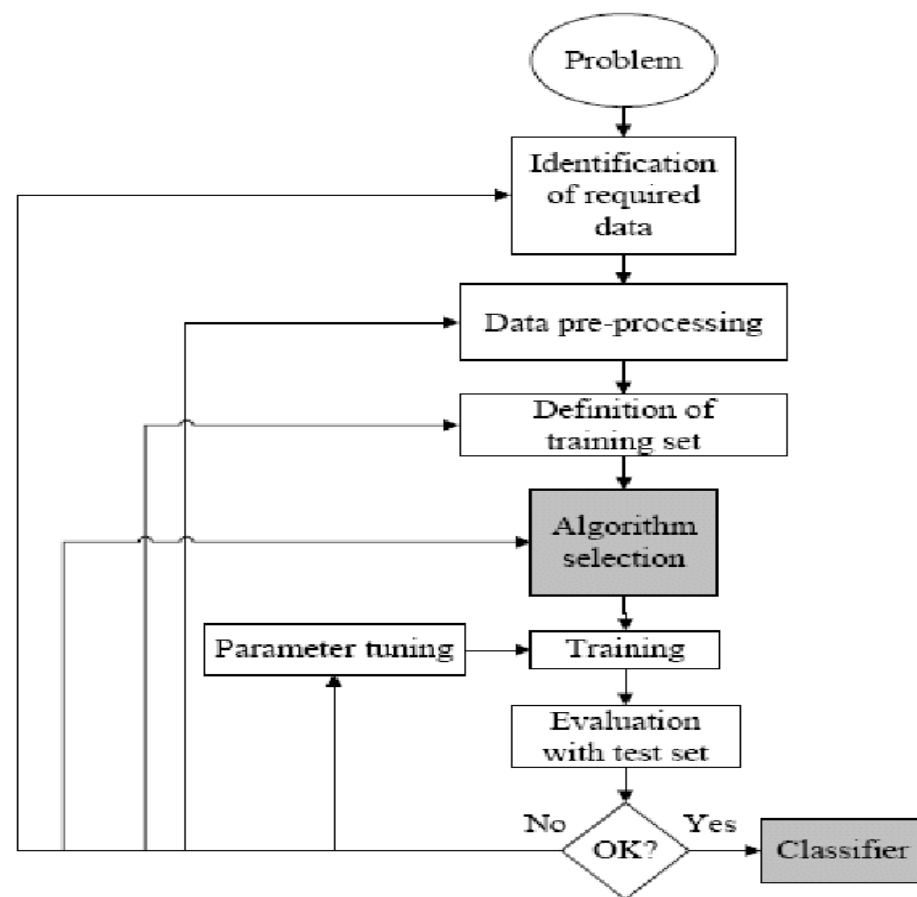 Problem
Identification
of required
data
Data pre-processing
Definition of
training set
Algorithm
selection
Parameter tuning
Training
Evaluation
with test set
No
Yes
OK?
Classifier